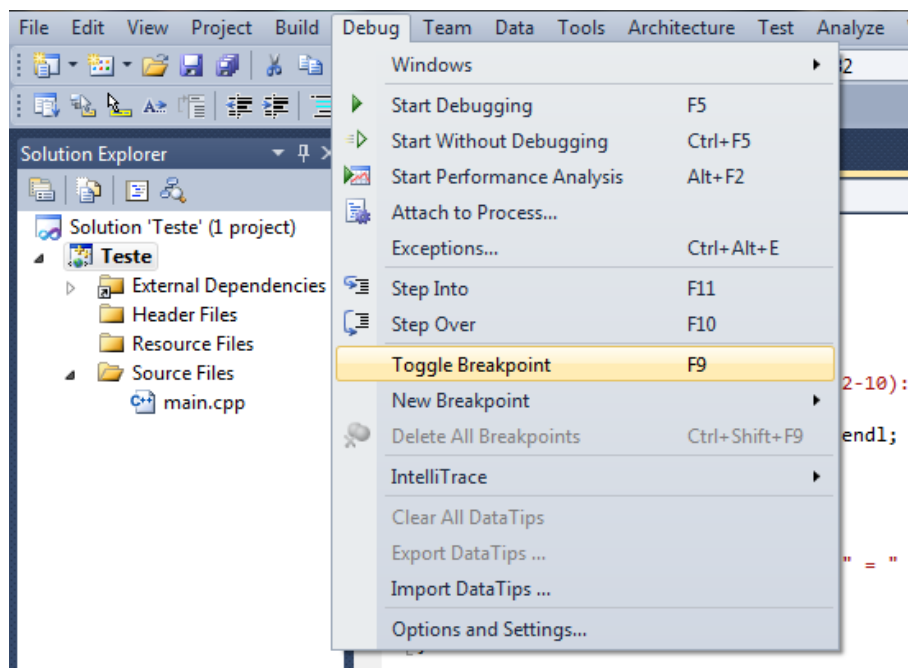 File Edit View Project Build Debug Team Data Tools Architecture Test Analyze
Solution Explorer
Solution 'Teste' (1 project)
Teste
External Dependencies
Header Files
Resource Files
Source Files
main.cpp
Windows
Start Debugging F5
Start Without Debugging Ctrl+F5
Start Performance Analysis Alt+F2
Attach to Process...
Exceptions... Ctrl+Alt+E
Step Into F11
Step Over F10
Toggle Breakpoint F9
New Breakpoint
Delete All Breakpoints Ctrl+Shift+F9
IntelliTrace
Clear All DataTips
Export DataTips ...
Import DataTips ...
Options and Settings...
2-10):
endl;
" = "